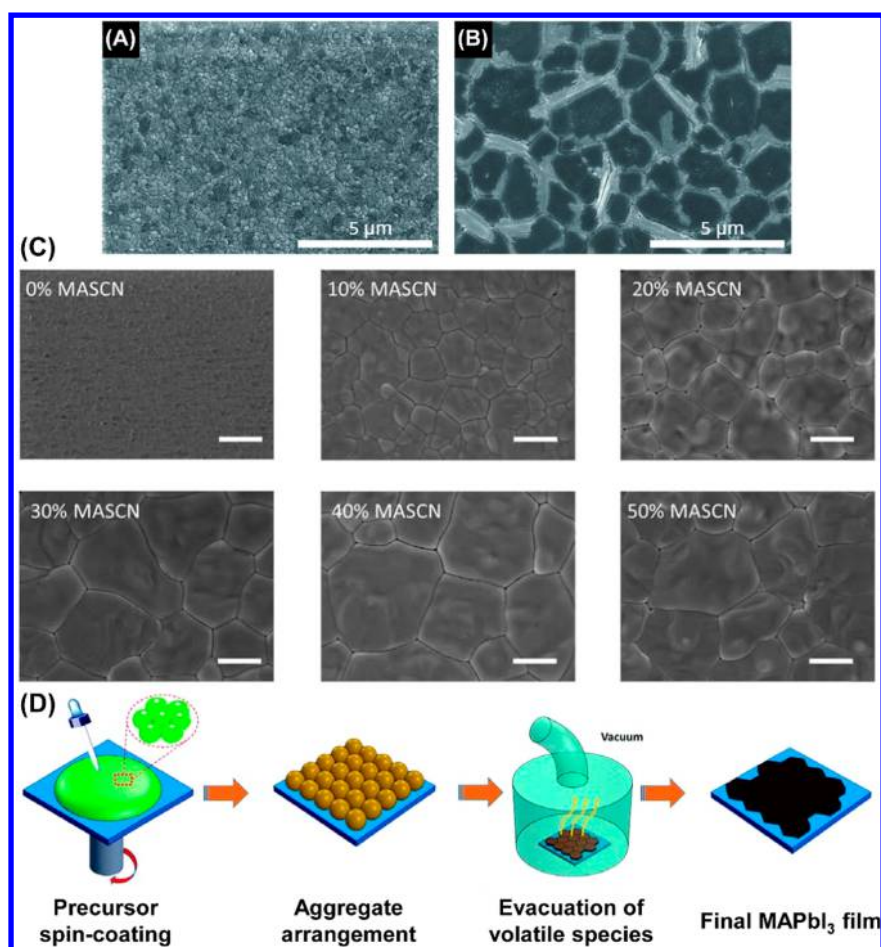 (A)
(B)
5 µm
5 µm
(C)
0% MASCN
10% MASCN
20% MASCN
30% MASCN
40% MASCN
50% MASCN
(D)
Vacuum
Precursor
spin-coating
Aggregate
arrangement
Evacuation of
volatile species
Final MAPbI₃ film